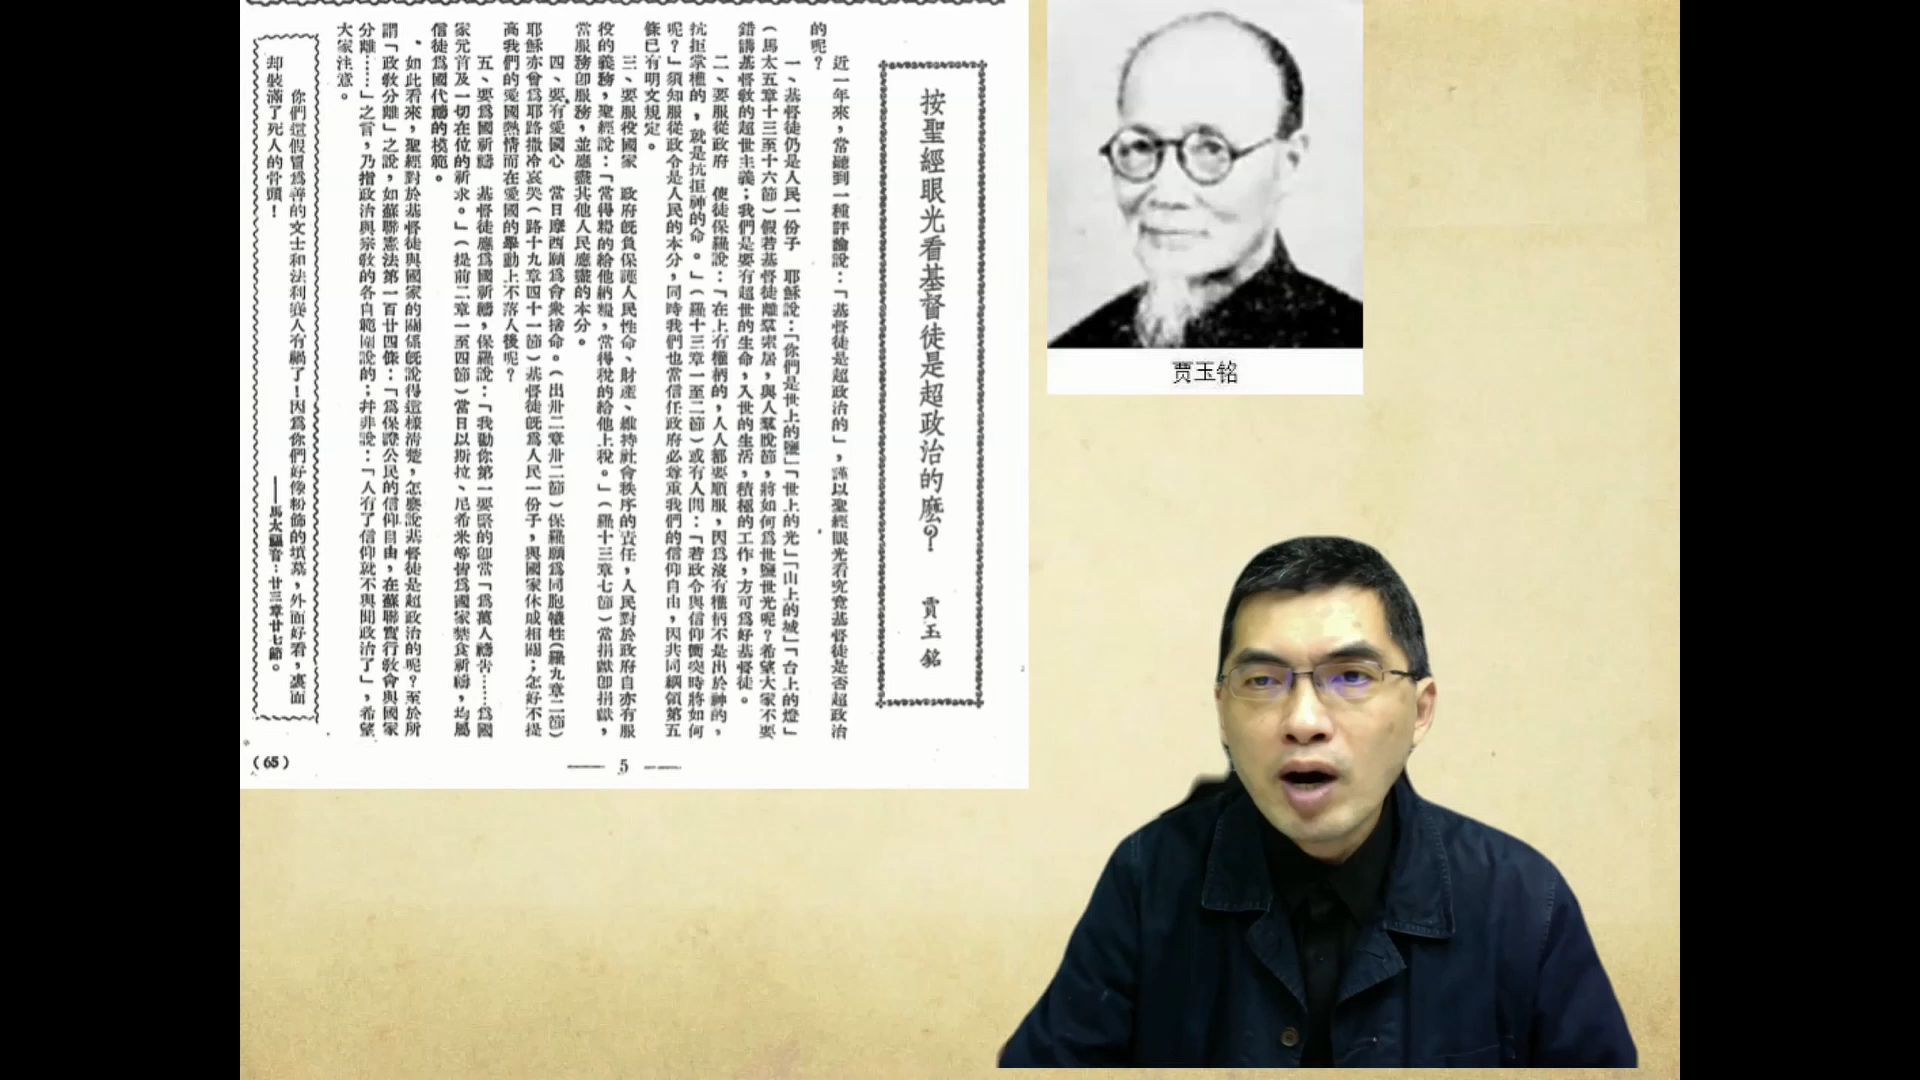 按聖經眼光看基督徒是超政治的麽？　賈玉銘
近一年來，常聽到一種評論說：「基督徒是超政治的」，謹以聖經眼光看究竟基督徒是否超政治
的呢？
一、基督徒仍是人民一份子　耶穌說：「你們是世上的鹽」「世上的光」「山上的城」「台上的燈」
（馬太五章十三至十六節）假若基督徒離羣索居，與人羣脫節，將如何爲世鹽世光呢？希望大家不要
錯講基督敎的超世主義；我們是要有超世的生命，入世的生活，積極的工作，方可爲好基督徒。
二、要服從政府　使徒保羅說：「在上有權柄的，人人都要順服，因爲沒有權柄不是出於神的，
抗拒掌權的，就是抗拒神的命。」（羅十三章一至二節）或有人問：「若政令與信仰衝突時將如何
呢？」須知服從政令是人民的本分，同時我們也當信任政府必尊重我們的信仰自由，因共同綱領第五
條已有明文規定。
三、要服役國家　政府既負保護人民性命、財產、維持社會秩序的責任，人民對於政府自亦有服
役的義務，聖經說：「當得糧的給他納糧，當得稅的給他上稅。」（羅十三章七節）當捐獻卽捐獻，
當服務卽服務，並應盡其他人民應盡的本分。
四、要有愛國心　當日摩西願爲會衆捨命。（出卅二章卅二節）保羅願爲同胞犧牲（羅九章三節）
耶穌亦曾爲耶路撒冷哀哭（路十九章四十一節）基督徒既爲人民一份子，與國家休戚相關；怎好不提
高我們的愛國熱情而在愛國的舉動上不落人後呢？
五、要爲國祈禱　基督徒應爲國祈禱，保羅說：「我勸你第一要緊的卽當「爲萬人禱告……爲國
家元首及一切在位的祈求。」（提前二章一至四節）當日以斯拉、尼希米等皆爲國家禁食祈禱，均屬
信徒爲國代禱的模範。
如此看來，聖經對於基督徒與國家的關係既說得這樣清楚，怎麽說基督徒是超政治的呢？至於所
謂「政敎分離」之說，如蘇聯憲法第一百廿四條：「爲保證公民的信仰自由，在蘇聯實行敎會與國家
分離……」之言，乃指政治與宗敎的各自範圍說的；幷非說：「人有了信仰就不與聞政治了」，希望
大家注意。
你們這假冒爲善的文士和法利賽人有禍了！因爲你們好像粉飾的墳墓，外面好看，裏面
却裝滿了死人的骨頭！
——馬太福音：廿三章廿七節。
（65）
— 5 —
贾玉铭